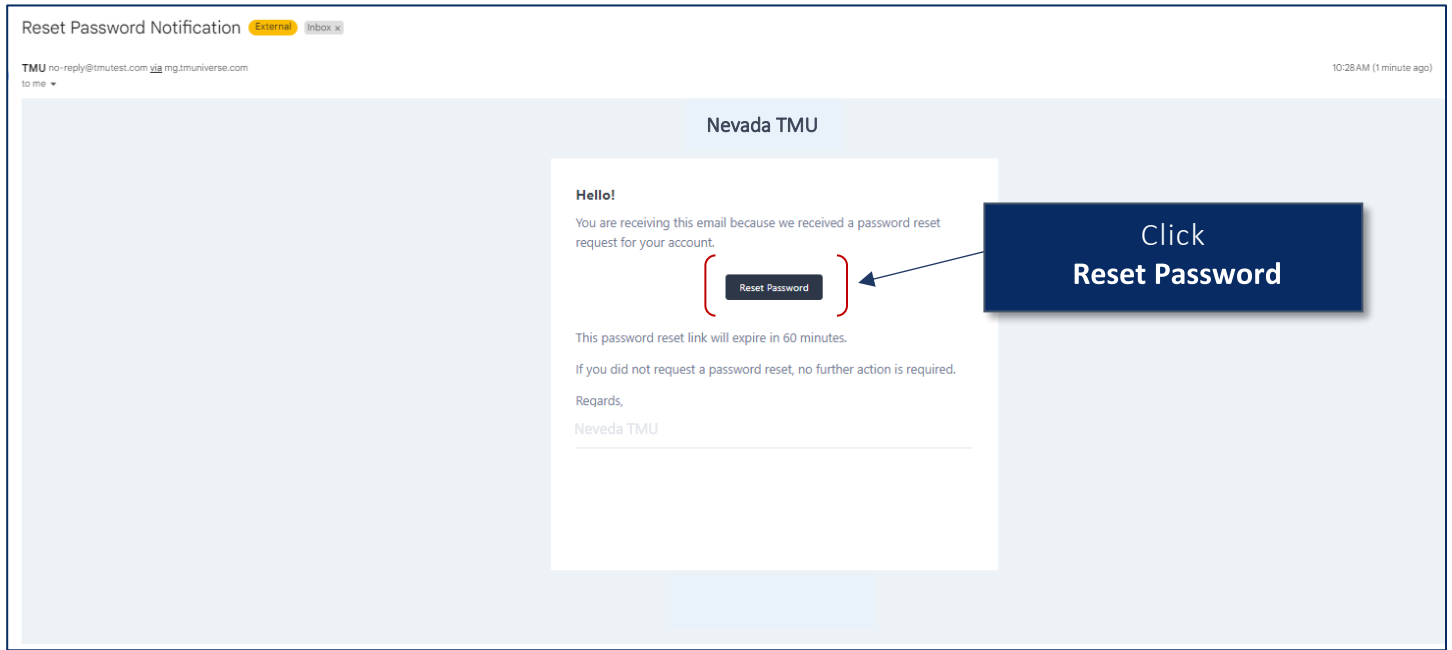 Reset Password Notification External Inbox x
TMU no-reply@tmutest.com via mg.tmuniverse.com 10:28 AM (1 minute ago)
to me
Nevada TMU
Hello!
You are receiving this email because we received a password reset
request for your account.
Click
Reset Password
Reset Password
This password reset link will expire in 60 minutes.
If you did not request a password reset, no further action is required.
Regards,
Neveda TMU